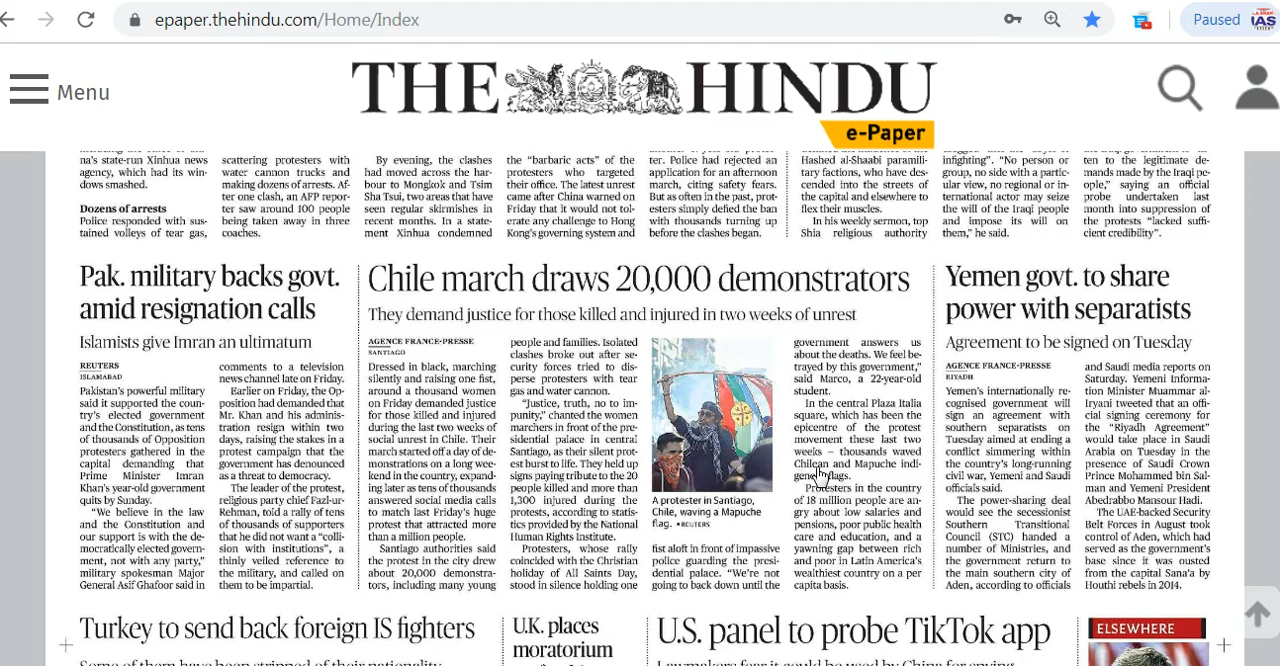 epaper.thehindu.com/Home/Index
Paused
IAS
Menu
THE HINDU
e-Paper
na's state-run Xinhua news
agency, which had its win-
dows smashed.
Dozens of arrests
Police responded with sus-
tained volleys of tear gas,
scattering protesters with
water cannon trucks and
making dozens of arrests. Af-
ter one clash, an AFP repor-
ter saw around 100 people
being taken away in three
coaches.
By evening, the clashes
had moved across the har-
bour to Mongkok and Tsim
Sha Tsui, two areas that have
seen regular skirmishes in
recent months. In a state-
ment Xinhua condemned
the "barbaric acts" of the
protesters who targeted
their office. The latest unrest
came after China warned on
Friday that it would not tol-
erate any challenge to Hong
Kong's governing system and
ter. Police had rejected an
application for an afternoon
march, citing safety fears.
But as often in the past, pro-
testers simply defied the ban
with thousands turning up
before the clashes began.
Hashed al-Shaabi paramili-
tary factions, who have des-
cended into the streets of
the capital and elsewhere to
flex their muscles.
In his weekly sermon, top
Shia religious authority
infighting". "No person or
group, no side with a partic-
ular view, no regional or in-
ternational actor may seize
the will of the Iraqi people
and impose its will on
them," he said.
ten to the legitimate de-
mands made by the Iraqi peo-
ple," saying an official
probe undertaken last
month into suppression of
the protests "lacked suffi-
cient credibility".
Pak. military backs govt.
amid resignation calls
Islamists give Imran an ultimatum
REUTERS
ISLAMABAD
Pakistan's powerful military
said it supported the coun-
try's elected government
and the Constitution, as tens
of thousands of Opposition
protesters gathered in the
capital demanding that
Prime Minister Imran
Khan's year-old government
quits by Sunday.
"We believe in the law
and the Constitution and
our support is with the de-
mocratically elected govern-
ment, not with any party,"
military spokesman Major
General Asif Ghafoor said in
comments to a television
news channel late on Friday.
Earlier on Friday, the Op-
position had demanded that
Mr. Khan and his adminis-
tration resign within two
days, raising the stakes in a
protest campaign that the
government has denounced
as a threat to democracy.
The leader of the protest,
religious party chief Fazl-ur-
Rehman, told a rally of tens
of thousands of supporters
that he did not want a "colli-
sion with institutions", a
thinly veiled reference to
the military, and called on
them to be impartial.
Chile march draws 20,000 demonstrators
They demand justice for those killed and injured in two weeks of unrest
AGENCE FRANCE-PRESSE
SANTIAGO
Dressed in black, marching
silently and raising one fist,
around a thousand women
on Friday demanded justice
for those killed and injured
during the last two weeks of
social unrest in Chile. Their
march started off a day of de-
monstrations on a long wee-
kend in the country, expand-
ing later as tens of thousands
answered social media calls
to match last Friday's huge
protest that attracted more
than a million people.
Santiago authorities said
the protest in the city drew
about 20,000 demonstra-
tors, including many young
people and families. Isolated
clashes broke out after se-
curity forces tried to dis-
perse protesters with tear
gas and water cannon.
"Justice, truth, no to im-
punity," chanted the women
marchers in front of the pre-
sidential palace in central
Santiago, as their silent pro-
test burst to life. They held up
signs paying tribute to the 20
people killed and more than
1,300 injured during the
protests, according to statis-
tics provided by the National
Human Rights Institute.
Protesters, whose rally
coincided with the Christian
holiday of All Saints Day,
stood in silence holding one
A protester in Santiago,
Chile, waving a Mapuche
flag. • REUTERS
fist aloft in front of impassive
police guarding the presi-
dential palace. "We're not
going to back down until the
government answers us
about the deaths. We feel be-
trayed by this government,"
said Marco, a 22-year-old
student.
In the central Plaza Italia
square, which has been the
epicentre of the protest
movement these last two
weeks – thousands waved
Chilean and Mapuche indi-
genous flags.
Protesters in the country
of 18 million people are an-
gry about low salaries and
pensions, poor public health
care and education, and a
yawning gap between rich
and poor in Latin America's
wealthiest country on a per
capita basis.
Yemen govt. to share
power with separatists
Agreement to be signed on Tuesday
AGENCE FRANCE-PRESSE
RIYADH
Yemen's internationally re-
cognised government will
sign an agreement with
southern separatists on
Tuesday aimed at ending a
conflict simmering within
the country's long-running
civil war, Yemeni and Saudi
officials said.
The power-sharing deal
would see the secessionist
Southern Transitional
Council (STC) handed a
number of Ministries, and
the government return to
the main southern city of
Aden, according to officials
and Saudi media reports on
Saturday. Yemeni Informa-
tion Minister Muammar al-
Iryani tweeted that an of-
ficial signing ceremony for
the "Riyadh Agreement"
would take place in Saudi
Arabia on Tuesday in the
presence of Saudi Crown
Prince Mohammed bin Sal-
man and Yemeni President
Abedrabbo Mansour Hadi.
The UAE-backed Security
Belt Forces in August took
control of Aden, which had
served as the government's
base since it was ousted
from the capital Sana'a by
Houthi rebels in 2014.
Turkey to send back foreign IS fighters
Some of them have been stripped of their nationality
U.K. places
moratorium
U.S. panel to probe TikTok app
Lawmakers fear it could be used by China for spying
ELSEWHERE